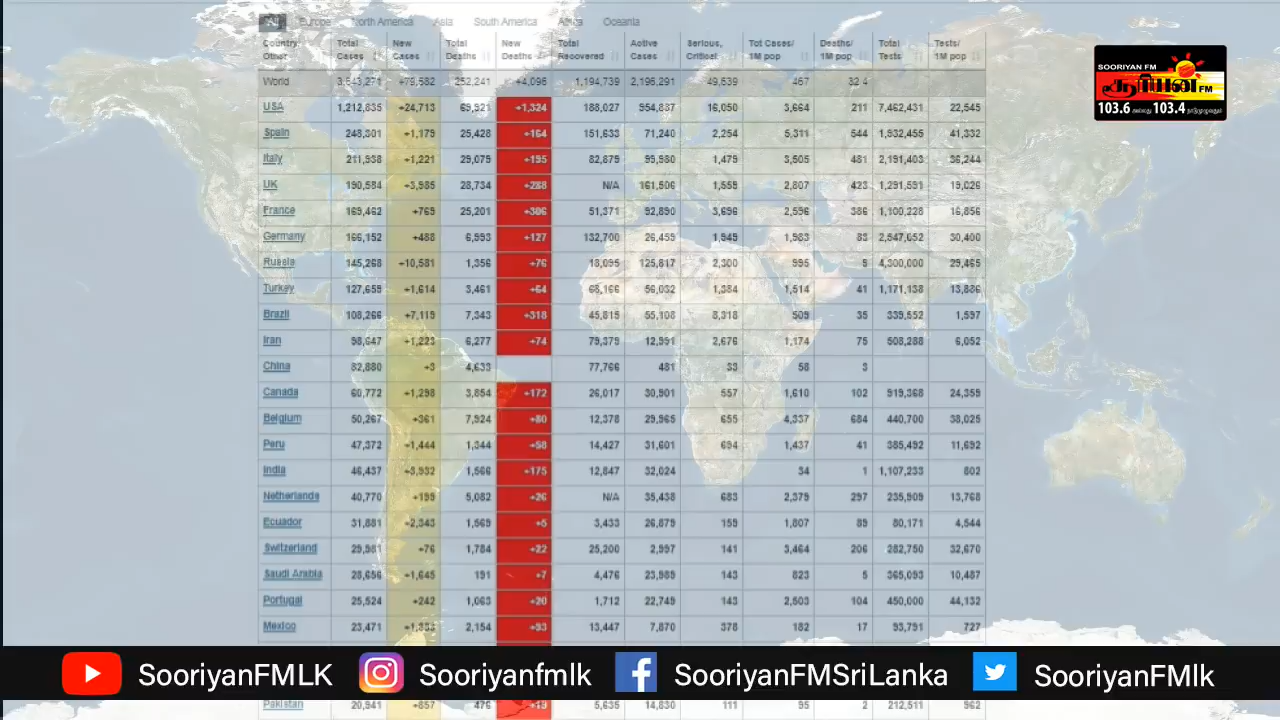 All Europe North America Asia South America Africa Oceania
Country, Other Total Cases New Cases Total Deaths New Deaths Total Recovered Active Cases Serious, Critical Tot Cases/ 1M pop Deaths/ 1M pop Total Tests Tests/ 1M pop
World 3,643,271 +79,582 252,241 +4,096 1,194,739 2,196,291 49,639 467 32.4
USA 1,212,835 +24,713 69,921 +1,324 188,027 954,887 16,050 3,664 211 7,462,431 22,545
Spain 248,301 +1,179 25,428 +164 151,633 71,240 2,254 5,311 544 1,932,455 41,332
Italy 211,938 +1,221 29,079 +195 82,879 99,980 1,479 3,505 481 2,191,403 36,244
UK 190,584 +3,985 28,734 +288 N/A 161,506 1,559 2,807 423 1,291,591 19,026
France 169,462 +769 25,201 +306 51,371 92,890 3,696 2,596 386 1,100,228 16,856
Germany 166,152 +488 6,993 +127 132,700 26,459 1,949 1,983 83 2,547,052 30,400
Russia 145,268 +10,581 1,356 +76 18,095 125,817 2,300 995 9 4,300,000 29,465
Turkey 127,659 +1,614 3,461 +64 68,166 56,032 1,384 1,514 41 1,171,138 13,886
Brazil 108,266 +7,119 7,343 +318 45,815 55,108 8,318 509 35 339,552 1,597
Iran 98,647 +1,223 6,277 +74 79,379 12,991 2,676 1,174 75 508,288 6,052
China 82,880 +3 4,633 77,766 481 33 58 3
Canada 60,772 +1,298 3,854 +172 26,017 30,901 557 1,610 102 919,368 24,359
Belgium 50,267 +361 7,924 +80 12,378 29,965 655 4,337 684 440,700 38,025
Peru 47,372 +1,444 1,344 +58 14,427 31,601 694 1,437 41 385,492 11,692
India 46,437 +3,932 1,566 +175 12,847 32,024 34 1 1,107,233 802
Netherlands 40,770 +199 5,082 +26 N/A 35,438 683 2,379 297 235,909 13,768
Ecuador 31,881 +2,343 1,569 +5 3,433 26,879 159 1,807 89 80,171 4,544
Switzerland 29,981 +76 1,784 +22 25,200 2,997 141 3,464 206 282,750 32,670
Saudi Arabia 28,656 +1,645 191 +7 4,476 23,989 143 823 5 365,093 10,487
Portugal 25,524 +242 1,063 +20 1,712 22,749 143 2,503 104 450,000 44,132
Mexico 23,471 2,154 +93 13,447 7,870 378 182 17 93,791 727
Pakistan 20,941 +857 476 +19 5,635 14,830 111 95 2 212,511 962
SOORIYAN FM
சூரியன் FM
103.6 அல்லது 103.4 நாடுமுழுவதும்
SooriyanFMLK Sooriyanfmlk SooriyanFMSriLanka SooriyanFMlk